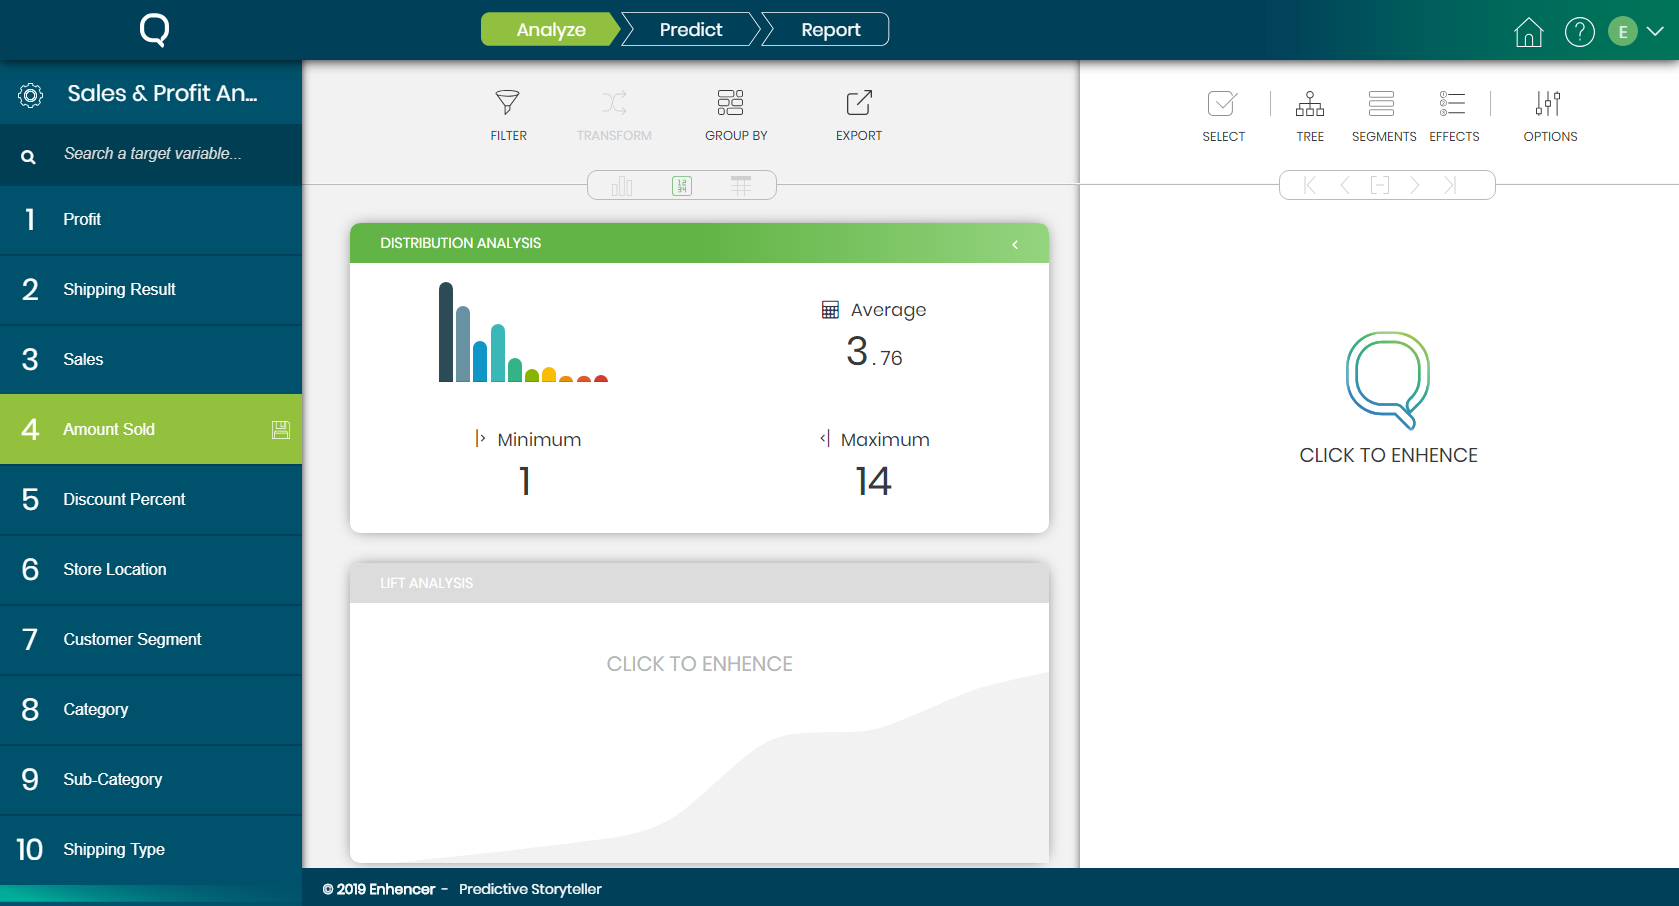 Analyze
Predict
Report
E
Sales & Profit An...
Search a target variable...
1 Profit
2 Shipping Result
3 Sales
4 Amount Sold
5 Discount Percent
6 Store Location
7 Customer Segment
8 Category
9 Sub-Category
10 Shipping Type
FILTER
TRANSFORM
GROUP BY
EXPORT
DISTRIBUTION ANALYSIS
Average
3.76
Minimum
1
Maximum
14
LIFT ANALYSIS
CLICK TO ENHENCE
SELECT
TREE
SEGMENTS
EFFECTS
OPTIONS
CLICK TO ENHENCE
© 2019 Enhencer - Predictive Storyteller